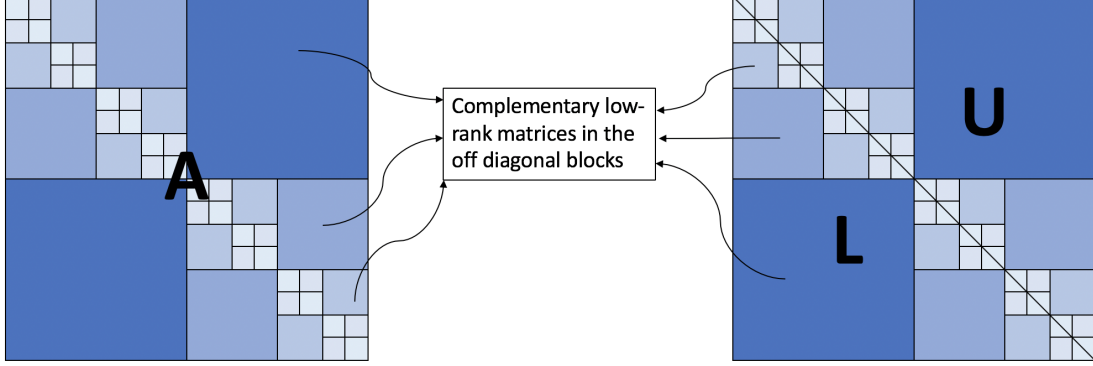 A
Complementary low-
rank matrices in the
off diagonal blocks
U
L